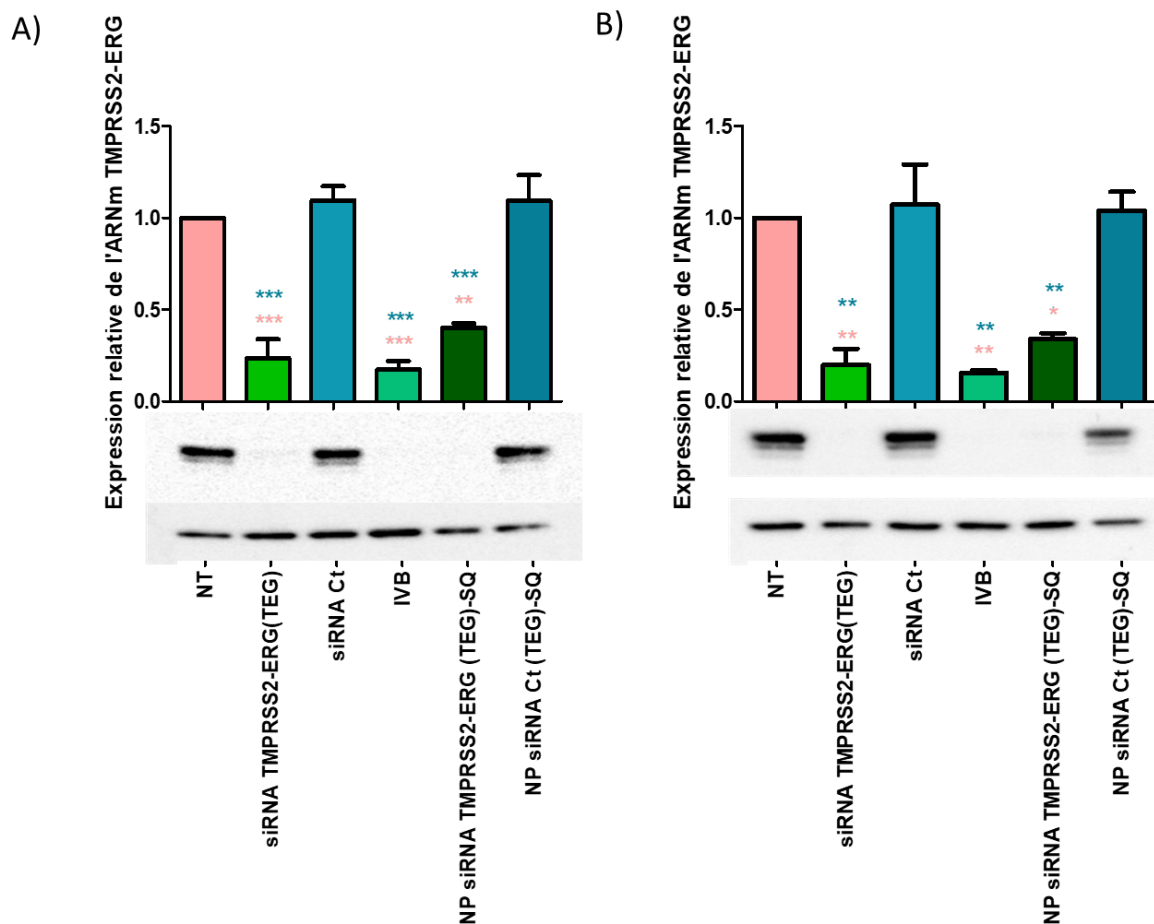 A)
Expression relative de l'ARNm TMPRSS2-ERG
1.5
1.0
0.5
0.0
***
***
***
***
***
**
NT
siRNA TMPRSS2-ERG(TEG)
siRNA Ct
IVB
NP siRNA TMPRSS2-ERG (TEG)-SQ
NP siRNA Ct (TEG)-SQ
B)
Expression relative de l'ARNm TMPRSS2-ERG
1.5
1.0
0.5
0.0
**
**
**
**
**
*
NT
siRNA TMPRSS2-ERG(TEG)
siRNA Ct
IVB
NP siRNA TMPRSS2-ERG (TEG)-SQ
NP siRNA Ct (TEG)-SQ